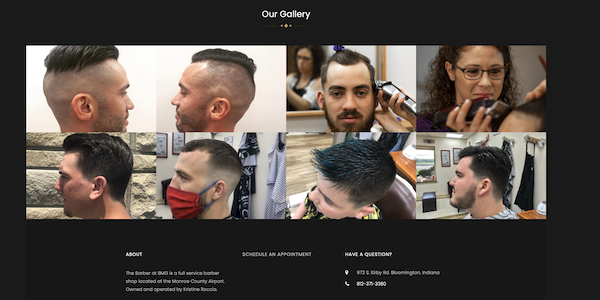 Our Gallery
ABOUT
SCHEDULE AN APPOINTMENT
HAVE A QUESTION?
The Barber at BMG is a full service barber
shop located at the Monroe County Airport.
Owned and operated by Kristine Roccia.
972 S. Kirby Rd. Bloomington, Indiana
812-371-3380